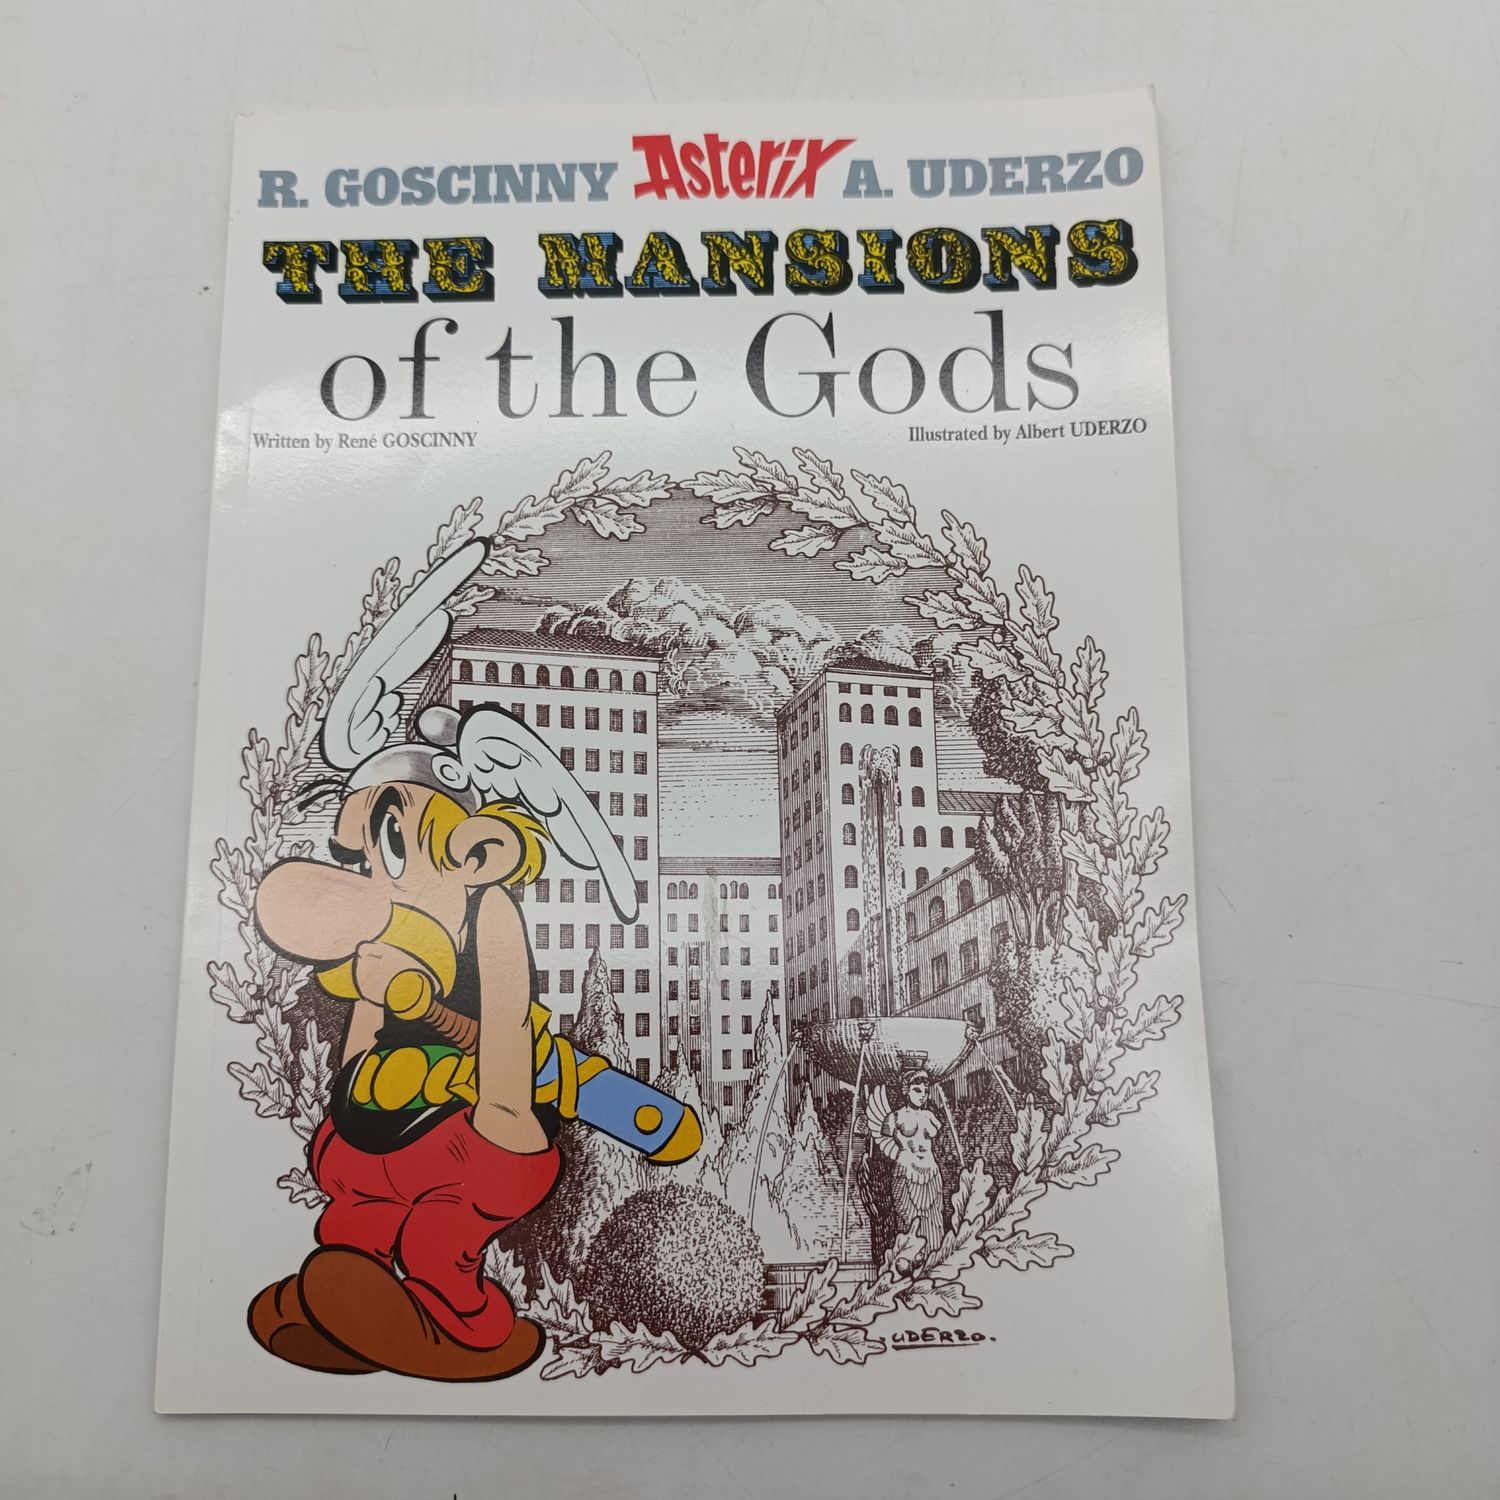 R. GOSCINNY Asterix A. UDERZO
THE MANSIONS
of the Gods
Written by René GOSCINNY Illustrated by Albert UDERZO
·UDERZO.